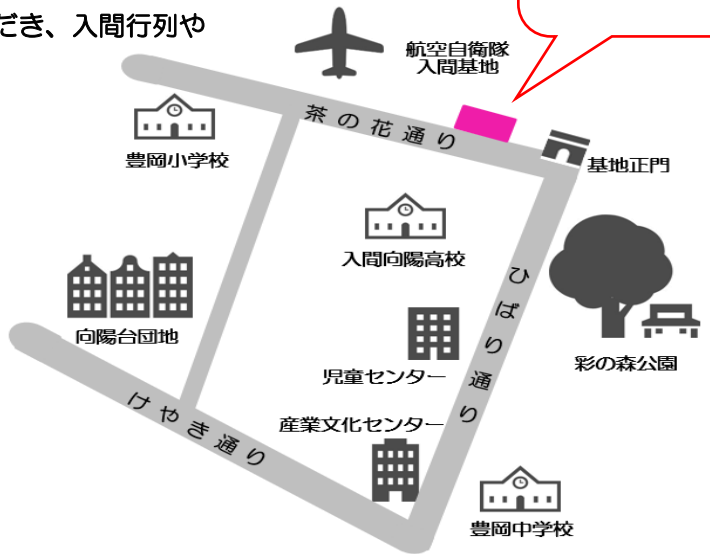 だき、入間行列や
航空自衛隊
入間基地
茶の花通り
豊岡小学校
基地正門
入間向陽高校
ひばり通り
向陽台団地
彩の森公園
児童センター
けやき通り
産業文化センター
豊岡中学校